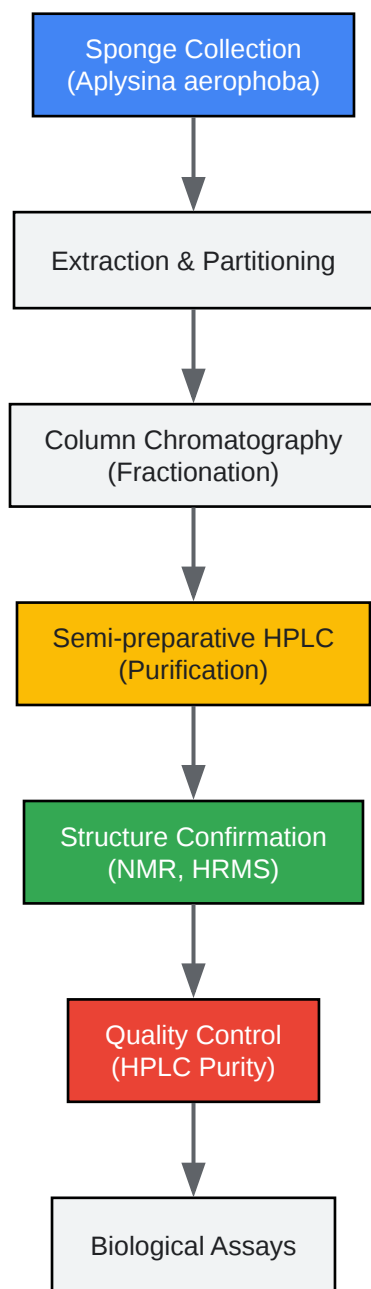 Sponge Collection
(Aplysina aerophoba)
Extraction & Partitioning
Column Chromatography
(Fractionation)
Semi-preparative HPLC
(Purification)
Structure Confirmation
(NMR, HRMS)
Quality Control
(HPLC Purity)
Biological Assays